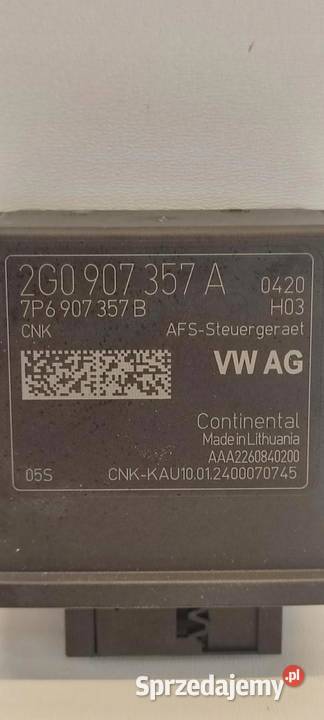 2G0 907 357 A 0420
7P6 907 357 B H03
CNK AFS-Steuergeraet
VW AG
Continental
Made in Lithuania
AAA2260840200
05S CNK-KAU10.01.2400070745
Sprzedajemy.pl